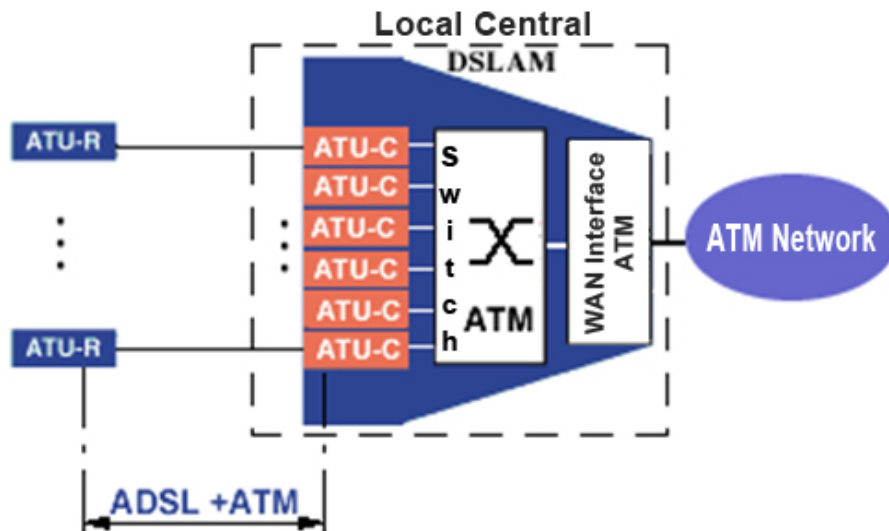 Local Central
DSLAM
ATU-R
ATU-C
ATU-C
ATU-C
ATU-C
ATU-C
ATU-R
ATU-C
Switch
ATM
WAN Interface
ATM
ATM Network
ADSL +ATM